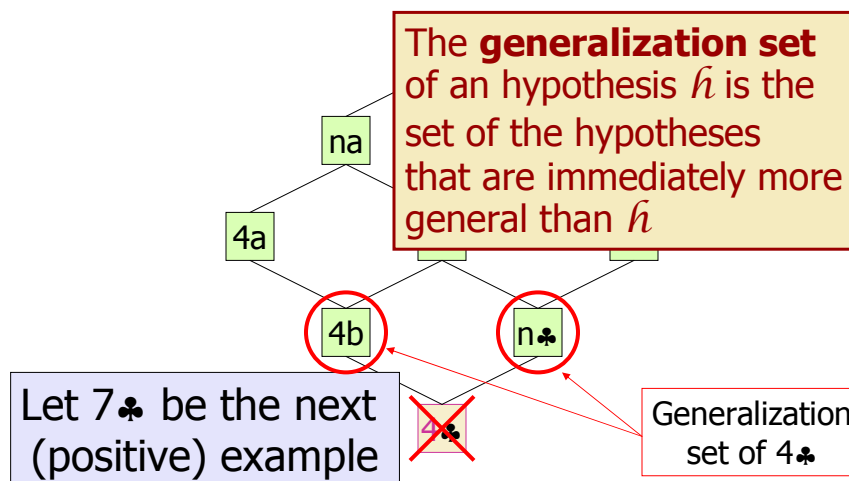 The generalization set
of an hypothesis h is the
set of the hypotheses
that are immediately more
general than h
na
4a
4b
n♣
Let 7♣ be the next
(positive) example
4♣
Generalization
set of 4♣